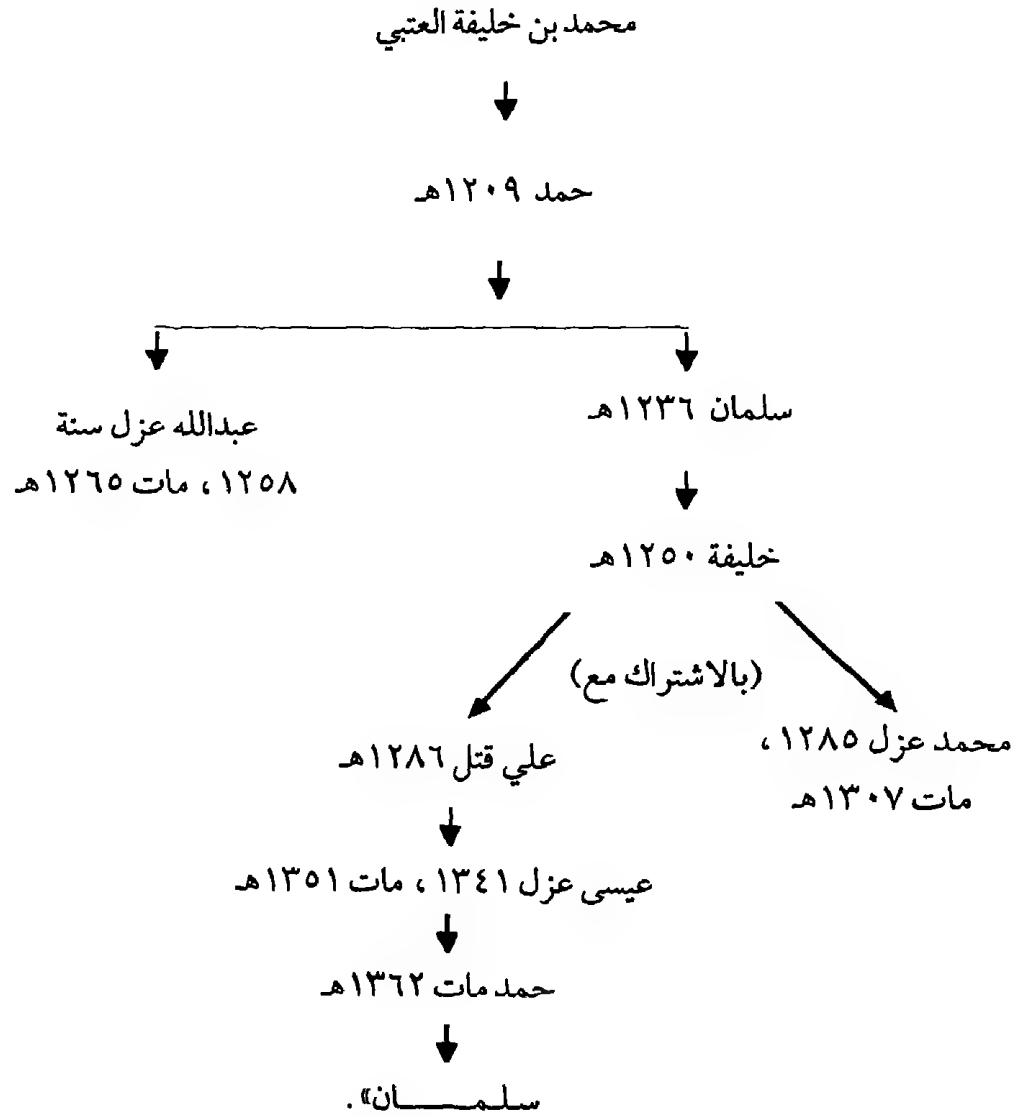 محمد بن خليفة العتبي
حمد ١٢٠٩هـ
سلمان ١٢٣٦هـ
عبدالله عزل سنة
١٢٥٨ ، مات ١٢٦٥هـ
خليفة ١٢٥٠هـ
(بالاشتراك مع)
محمد عزل ١٢٨٥ ،
مات ١٣٠٧هـ
علي قتل ١٢٨٦هـ
عيسى عزل ١٣٤١ ، مات ١٣٥١هـ
حمد مات ١٣٦٢هـ
سلمـــــان» .